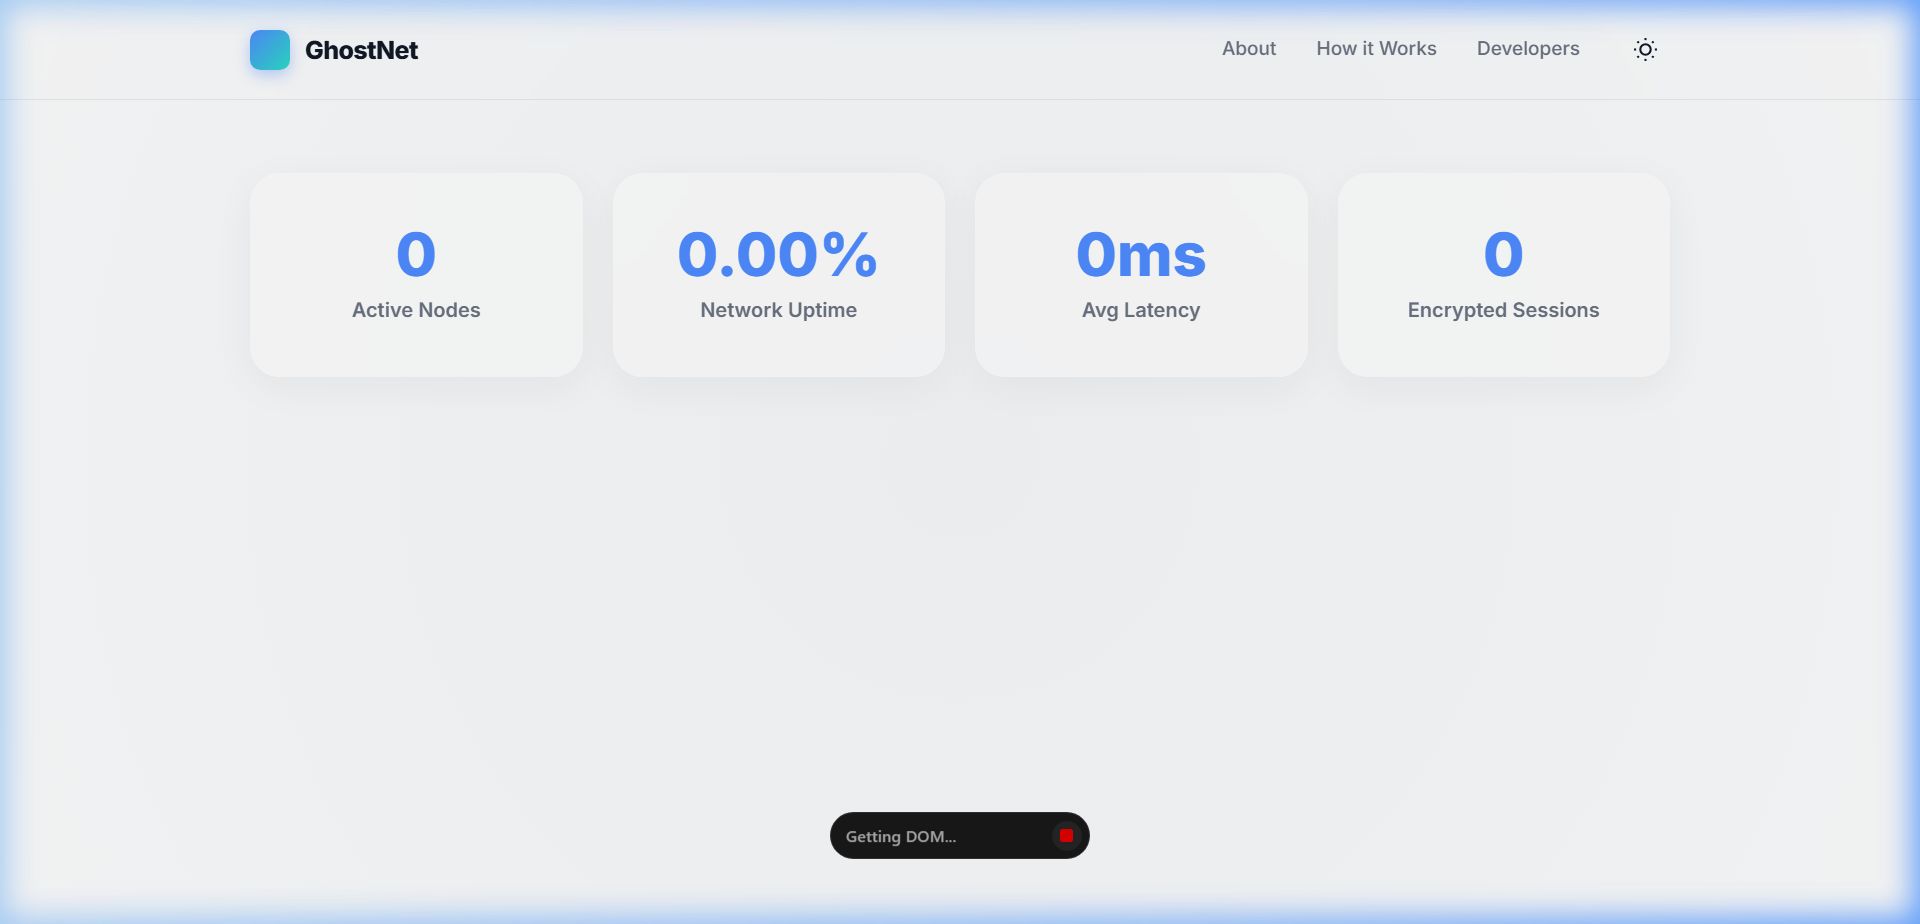 GhostNet
About
How it Works
Developers
0
Active Nodes
0.00%
Network Uptime
0ms
Avg Latency
0
Encrypted Sessions
Getting DOM...